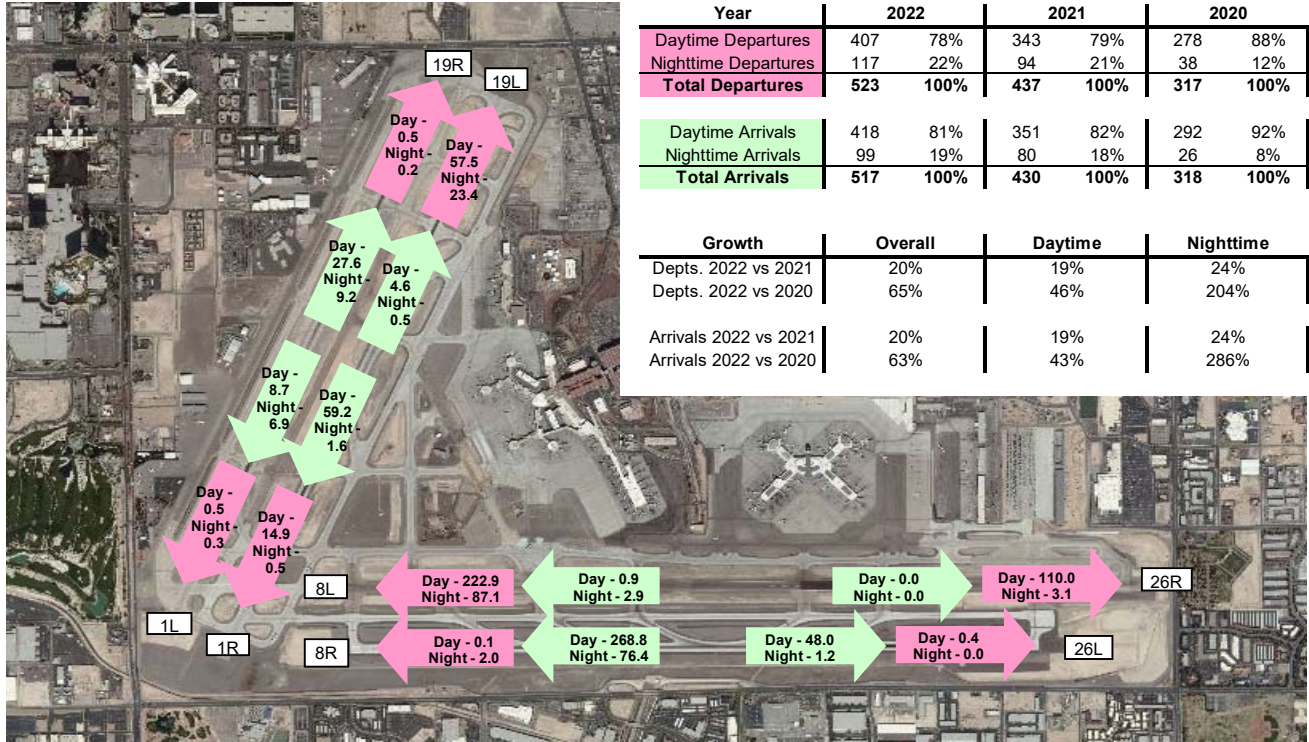 Year 2022 2021 2020
Daytime Departures 407 78% 343 79% 278 88%
Nighttime Departures 117 22% 94 21% 38 12%
Total Departures 523 100% 437 100% 317 100%
Daytime Arrivals 418 81% 351 82% 292 92%
Nighttime Arrivals 99 19% 80 18% 26 8%
Total Arrivals 517 100% 430 100% 318 100%
Growth Overall Daytime Nighttime
Depts. 2022 vs 2021 20% 19% 24%
Depts. 2022 vs 2020 65% 46% 204%
Arrivals 2022 vs 2021 20% 19% 24%
Arrivals 2022 vs 2020 63% 43% 286%
19R
19L
Day -
0.5
Night -
0.2
Day -
57.5
Night -
23.4
Day -
27.6
Night -
9.2
Day -
4.6
Night -
0.5
Day -
8.7
Night -
6.9
Day -
59.2
Night -
1.6
Day -
0.5
Night -
0.3
Day -
14.9
Night -
0.5
1L
1R
8L
Day - 222.9
Night - 87.1
Day - 0.9
Night - 2.9
Day - 0.0
Night - 0.0
Day - 110.0
Night - 3.1
26R
8R
Day - 0.1
Night - 2.0
Day - 268.8
Night - 76.4
Day - 48.0
Night - 1.2
Day - 0.4
Night - 0.0
26L